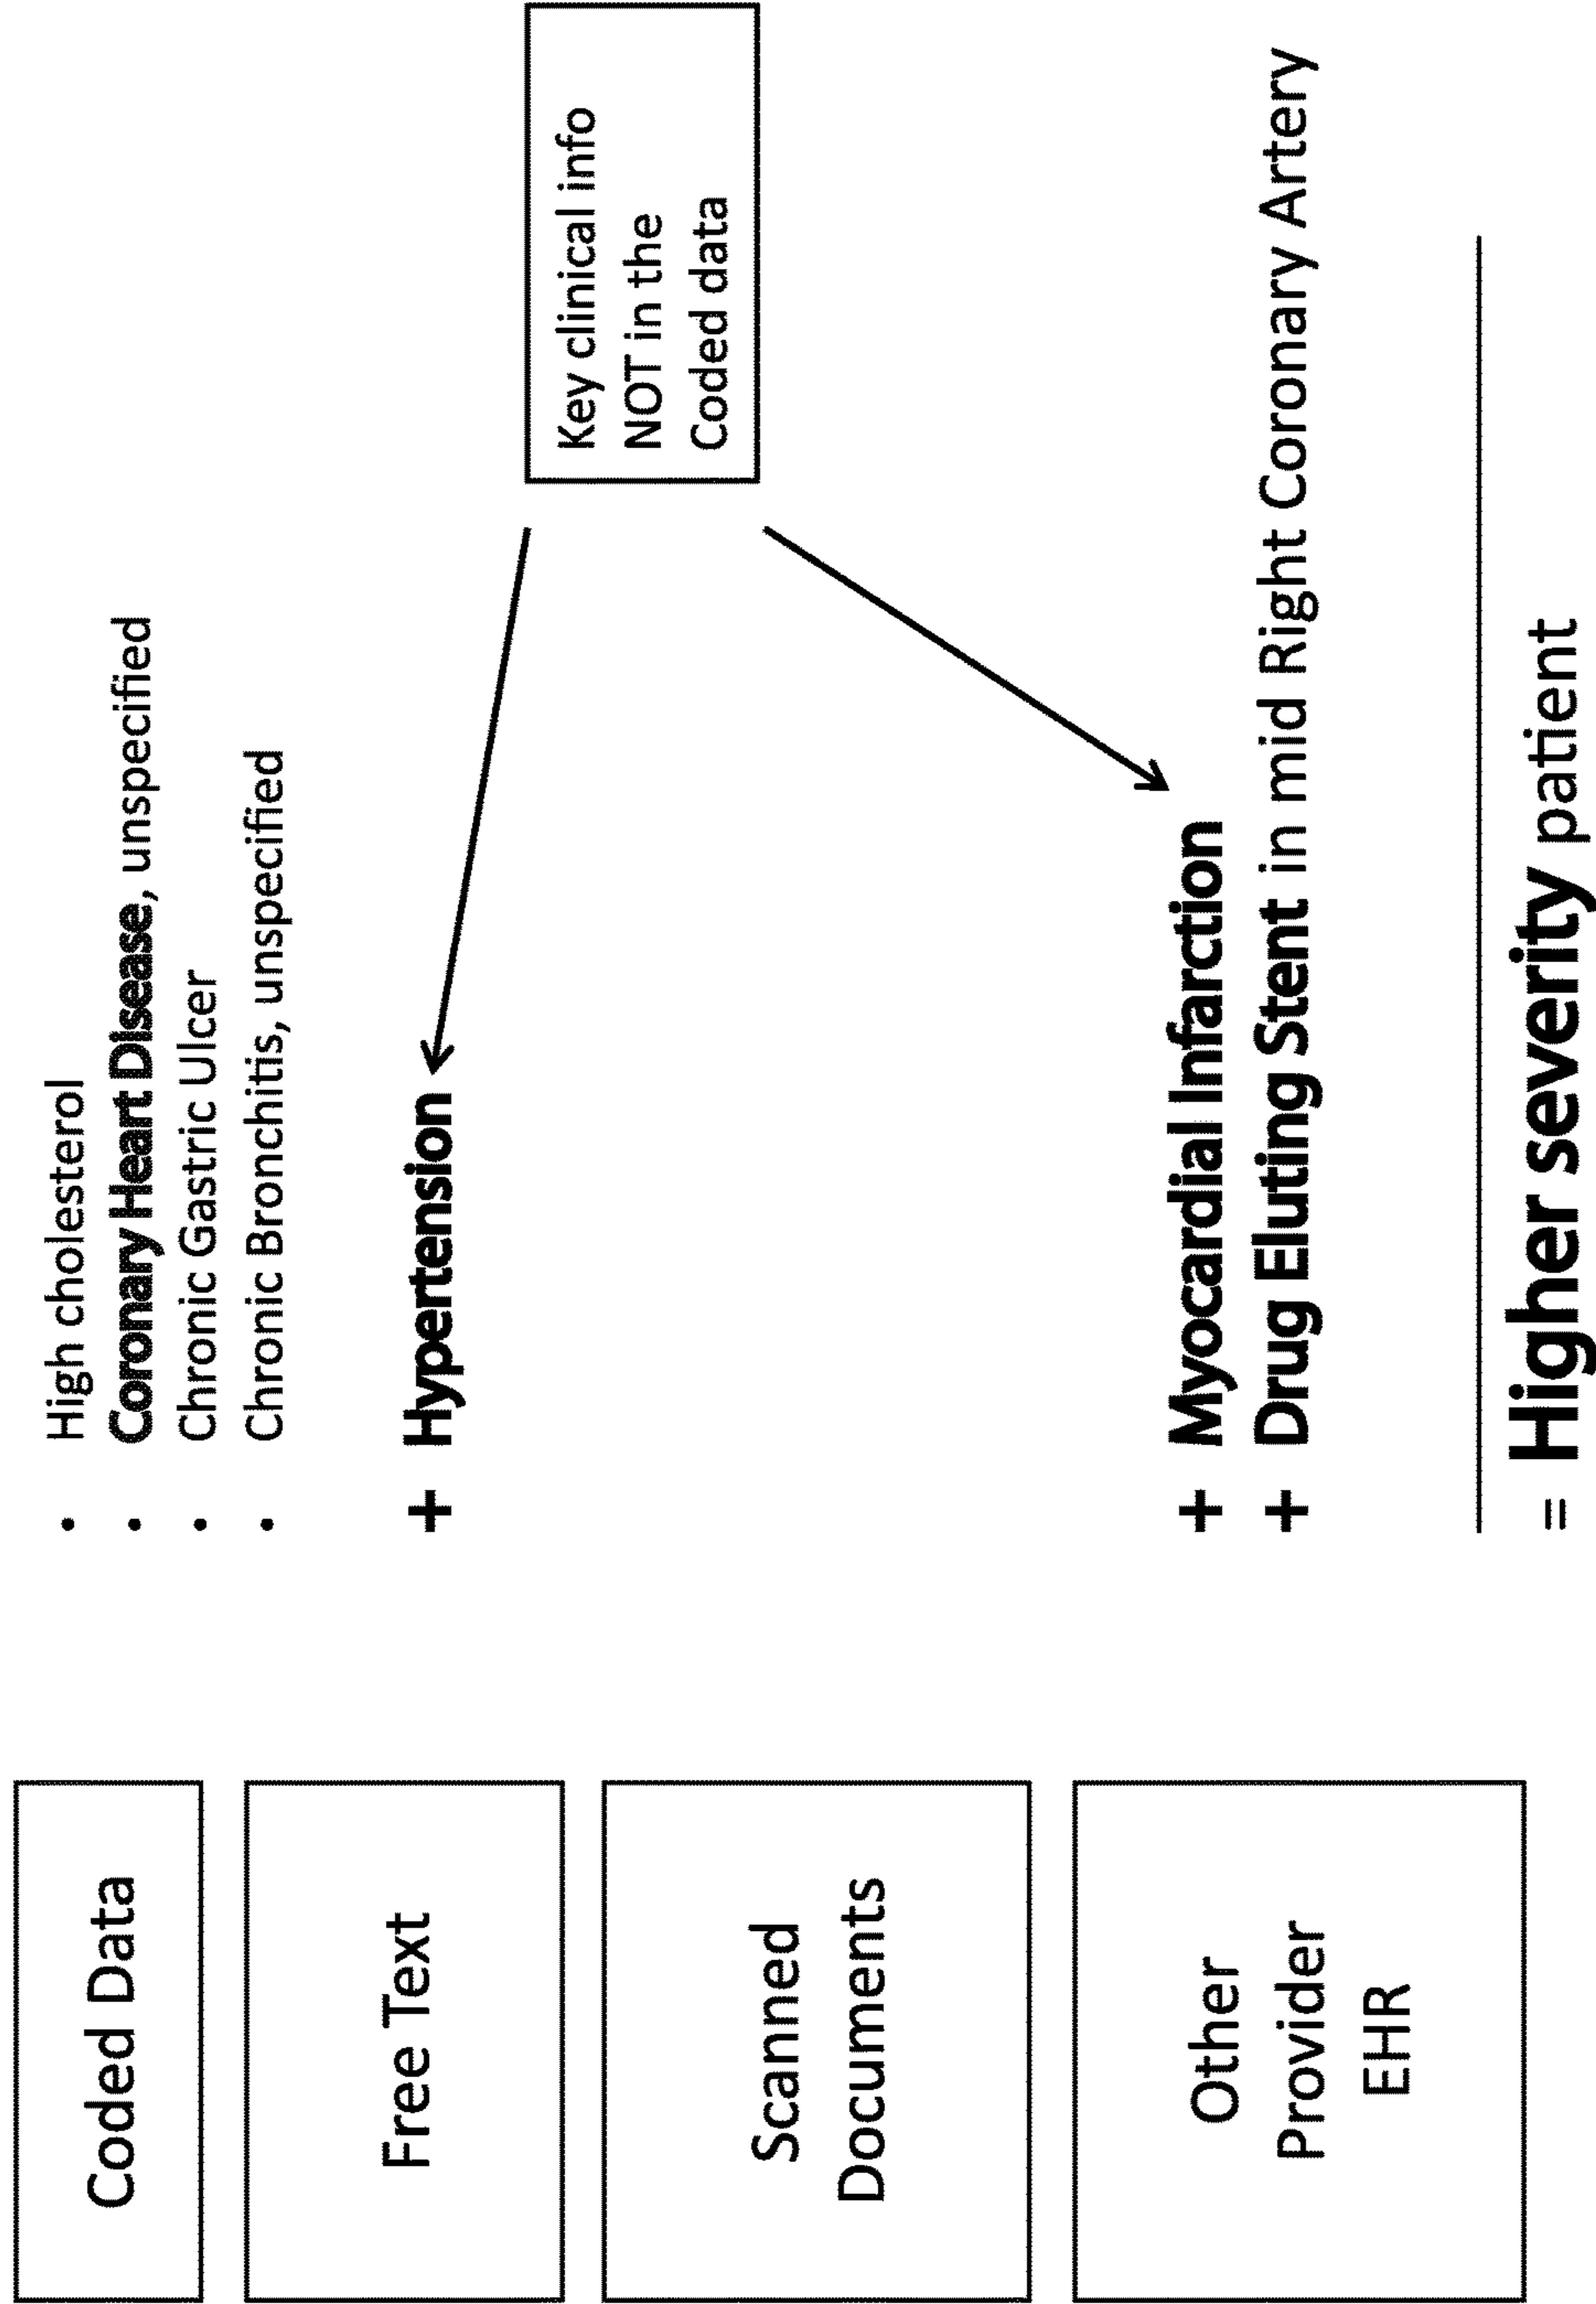 Coded Data
• High cholesterol
• Coronary Heart Disease, unspecified
• Chronic Gastric Ulcer
• Chronic Bronchitis, unspecified
Free Text
+ Hypertension
Key clinical info
NOT in the
Coded data
Scanned
Documents
Other
Provider
EHR
+ Myocardial Infarction
+ Drug Eluting Stent in mid Right Coronary Artery
= Higher severity patient